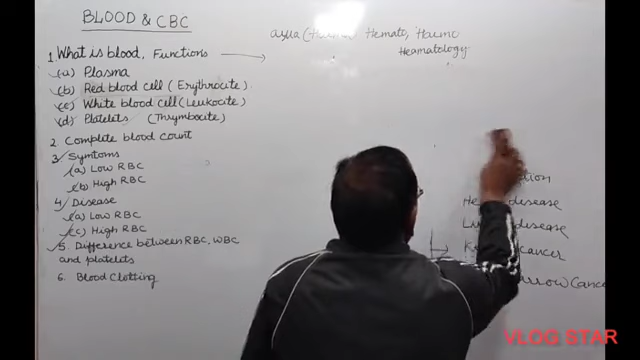 BLOOD & CBC
1 What is blood, Functions
(a) Plasma
(b) Red blood cell (Erythrocite)
(c) White blood cell (Leukocite)
(d) Platelets (Thrymbocite)
2 Complete blood count
3 Symtoms
(a) Low RBC
(b) High RBC
4 Disease
(a) Low RBC
(c) High RBC
5. Difference between RBC, WBC
and platelets
6. Blood Clotting
Hemato, Haemo
Heamatology
disease
disease
cancer
Cance
VLOG STAR